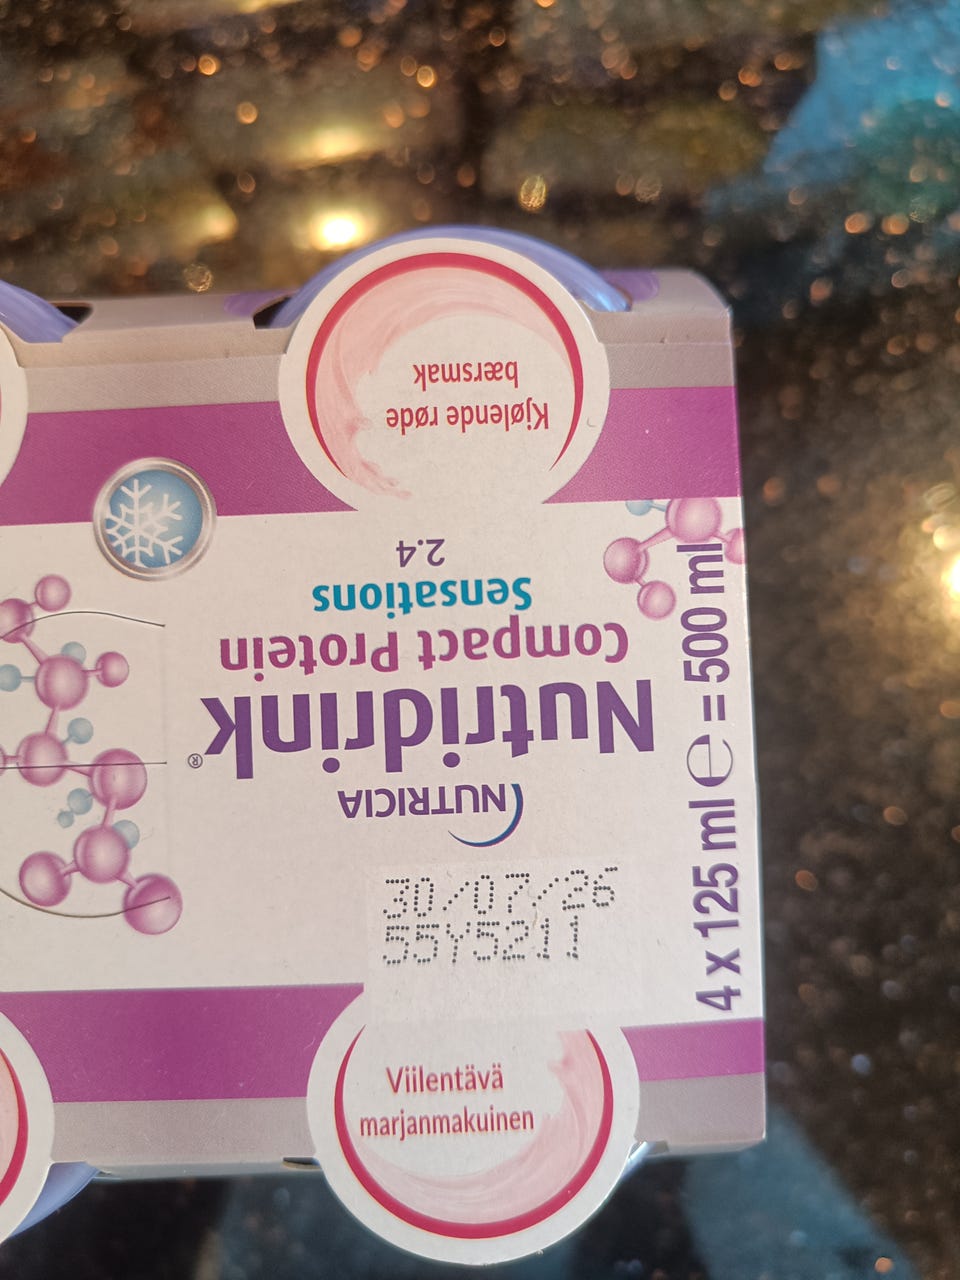 Kjølende røde
bærsmak
NUTRICIA
Nutridrink®
Compact Protein
Sensations
2.4
4 x 125 ml ℮ = 500 ml
30/07/26
55Y5211
Viilentävä
marjanmakuinen